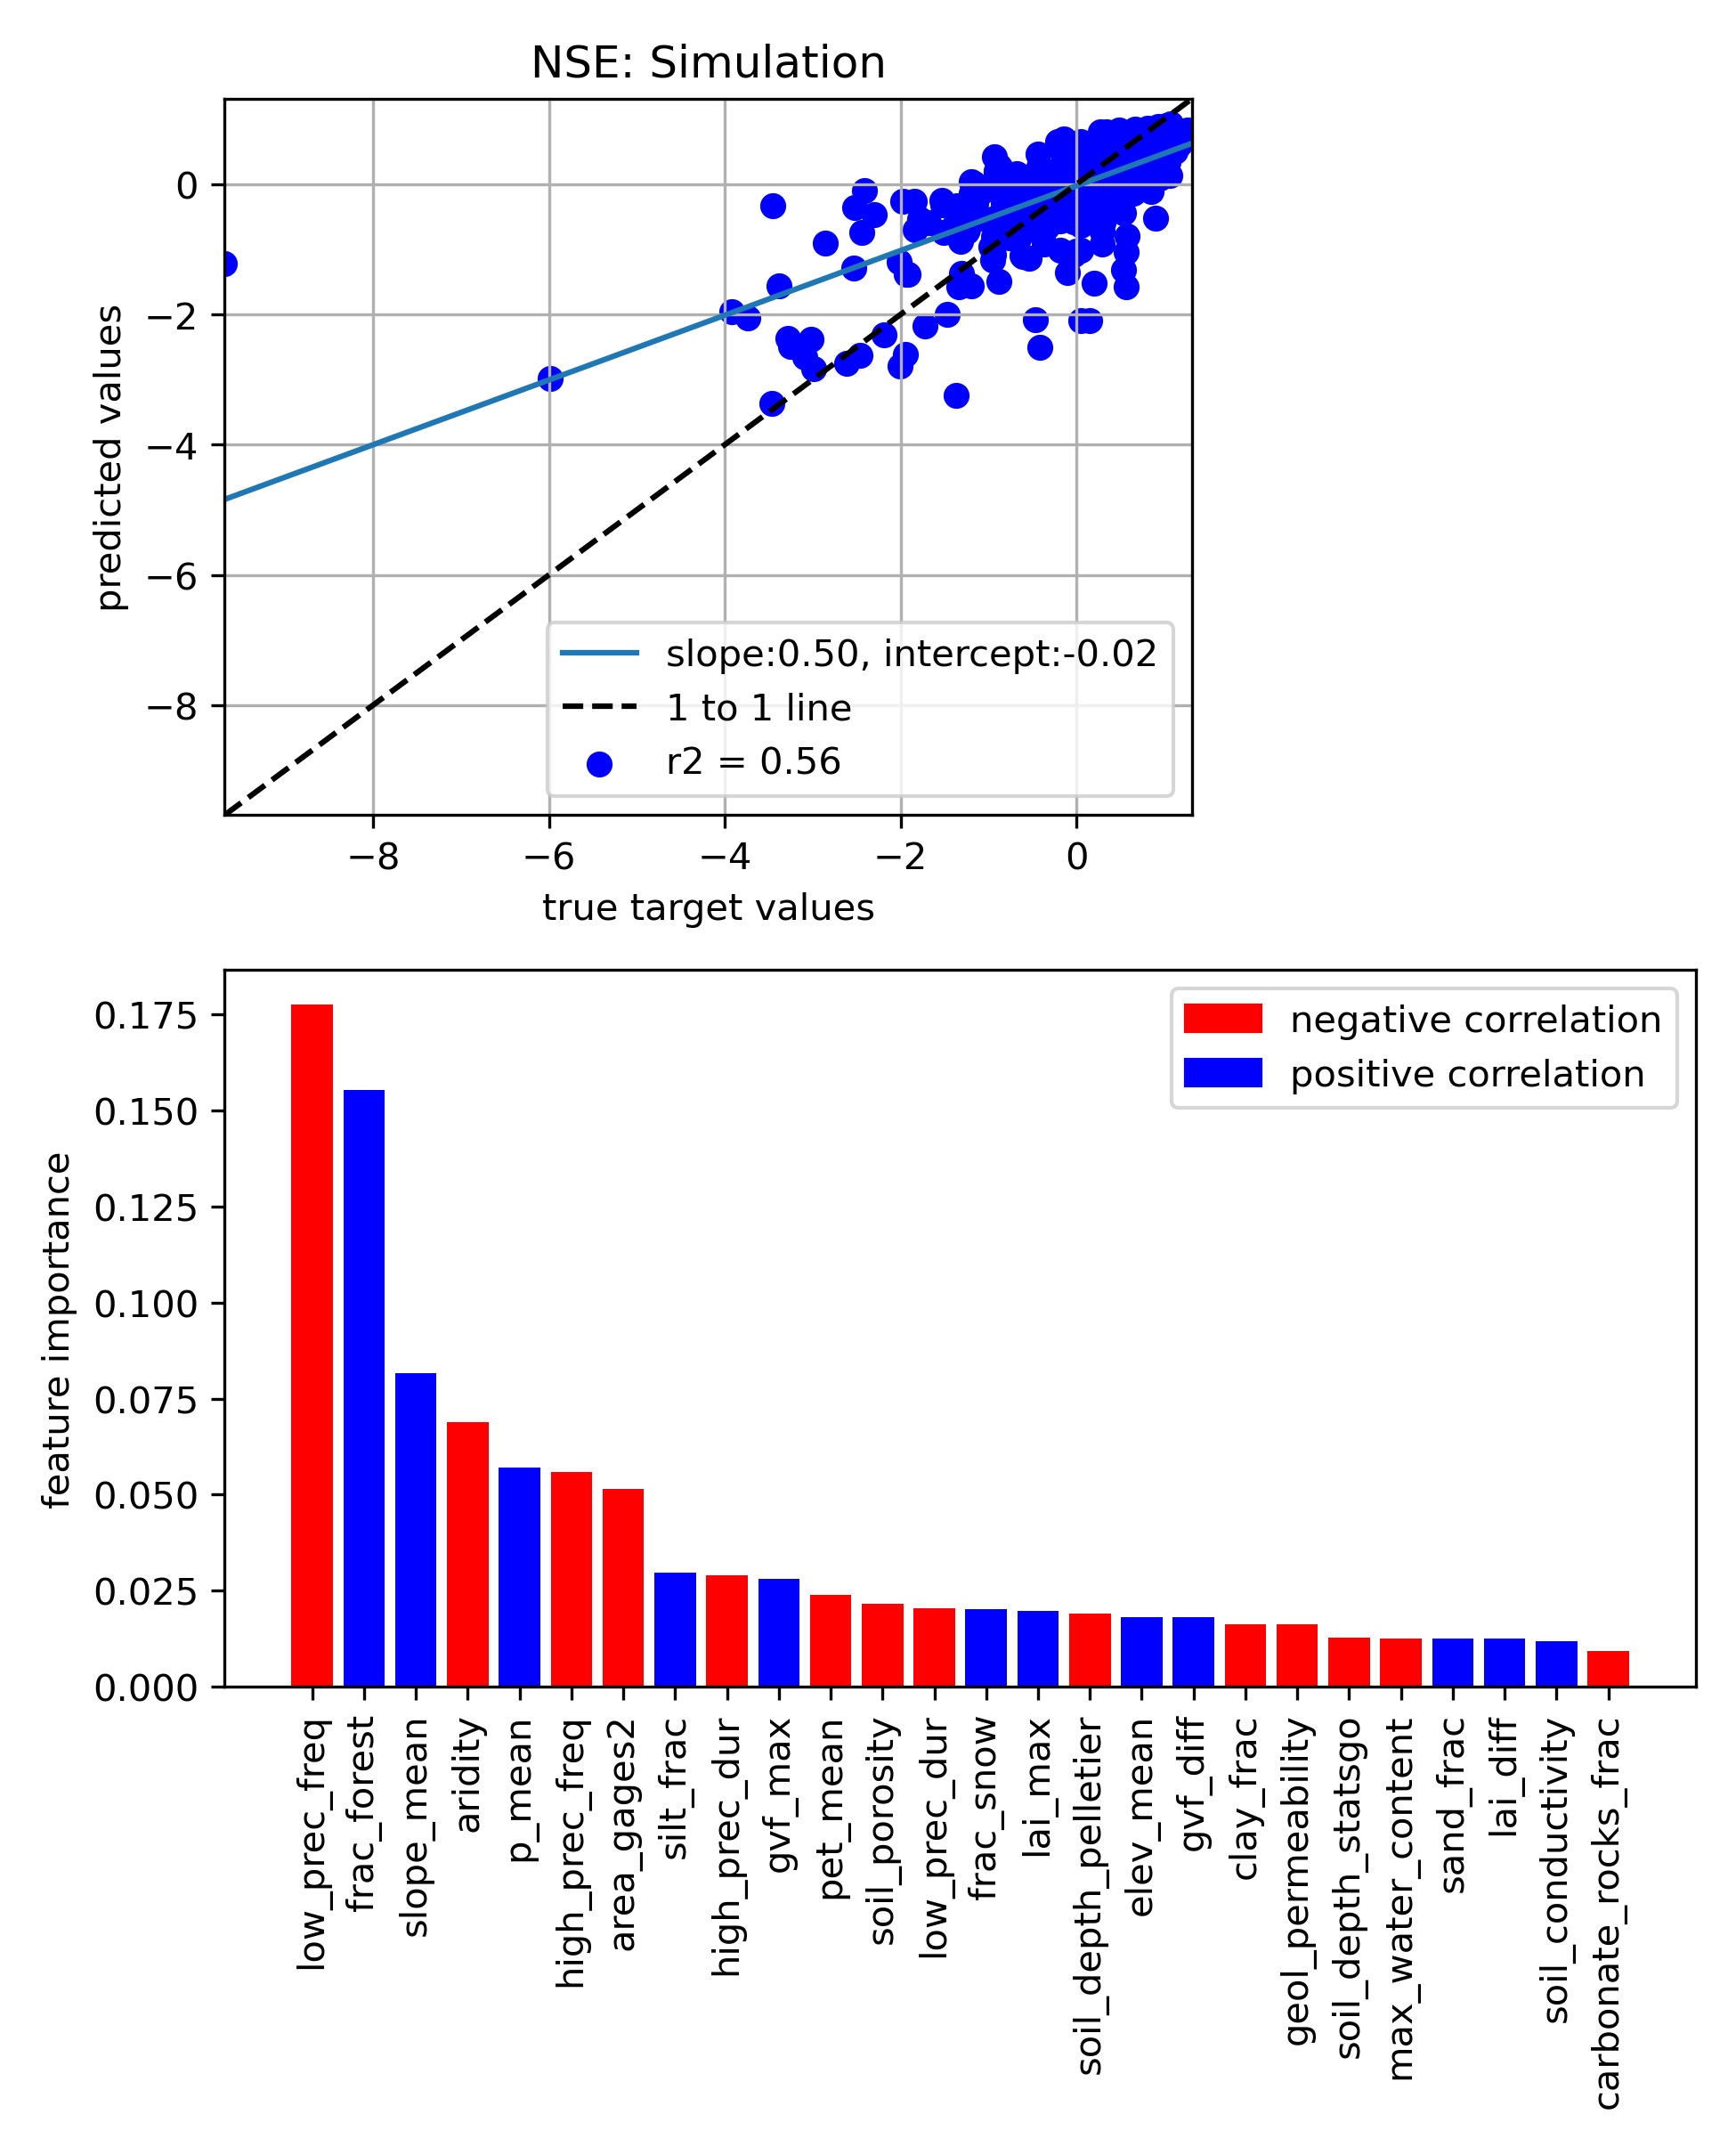 NSE: Simulation
predicted values
0
−2
−4
−6
−8
slope:0.50, intercept:-0.02
1 to 1 line
r2 = 0.56
−8 −6 −4 −2 0
true target values
feature importance
0.175
0.150
0.125
0.100
0.075
0.050
0.025
0.000
negative correlation
positive correlation
low_prec_freq
frac_forest
slope_mean
aridity
p_mean
high_prec_freq
area_gages2
silt_frac
high_prec_dur
gvf_max
pet_mean
soil_porosity
low_prec_dur
frac_snow
lai_max
soil_depth_pelletier
elev_mean
gvf_diff
clay_frac
geol_permeability
soil_depth_statsgo
max_water_content
sand_frac
lai_diff
soil_conductivity
carbonate_rocks_frac